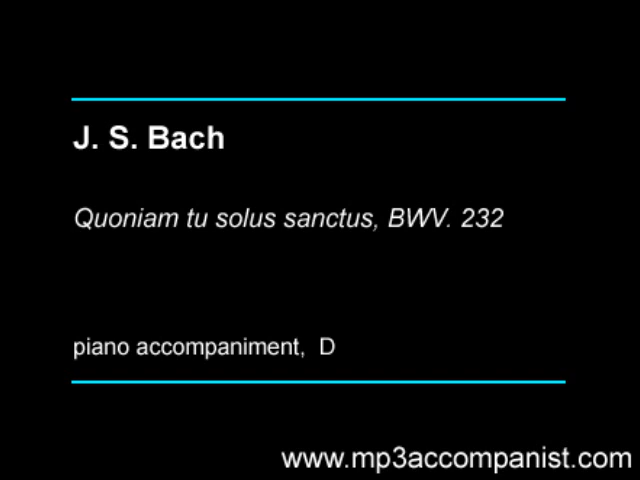 J. S. Bach
Quoniam tu solus sanctus, BWV. 232
piano accompaniment,  D
www.mp3accompanist.com